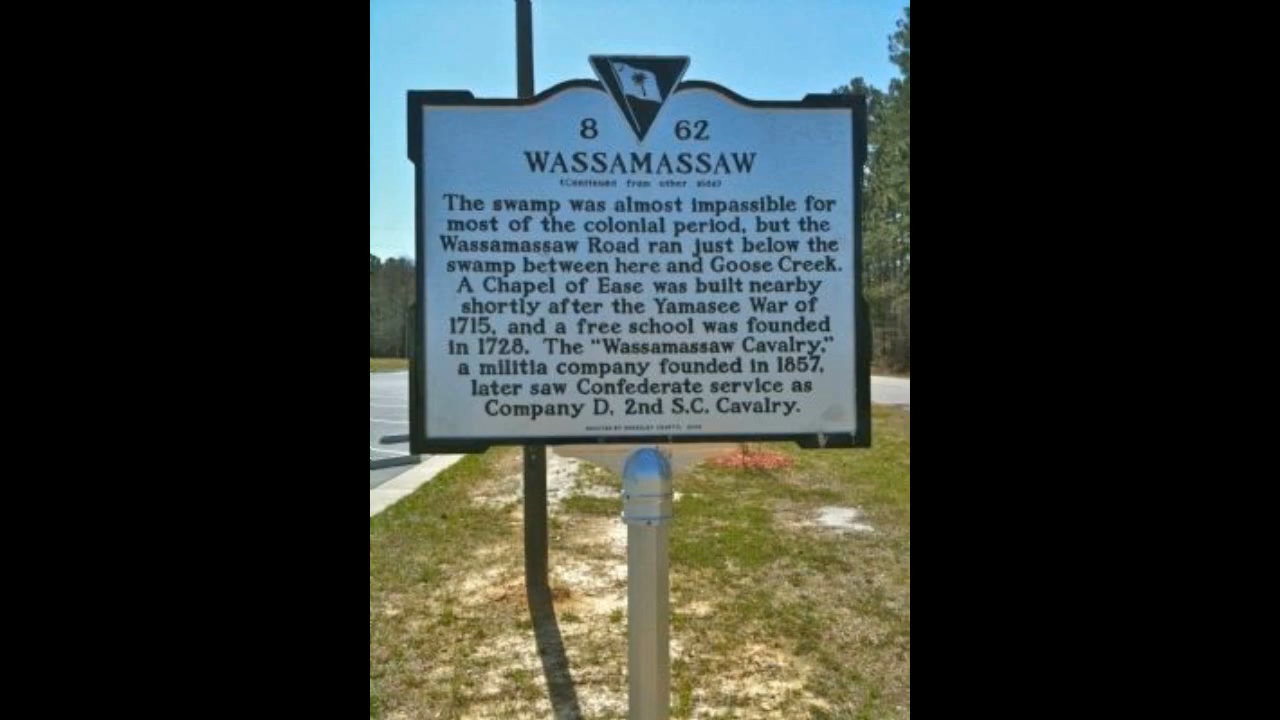 8 62
WASSAMASSAW
(Continued from other side)
The swamp was almost impassible for
most of the colonial period, but the
Wassamassaw Road ran just below the
swamp between here and Goose Creek.
A Chapel of Ease was built nearby
shortly after the Yamasee War of
1715, and a free school was founded
in 1728. The "Wassamassaw Cavalry,"
a militia company founded in 1857,
later saw Confederate service as
Company D, 2nd S.C. Cavalry.
BY BERKELEY COUNTY,